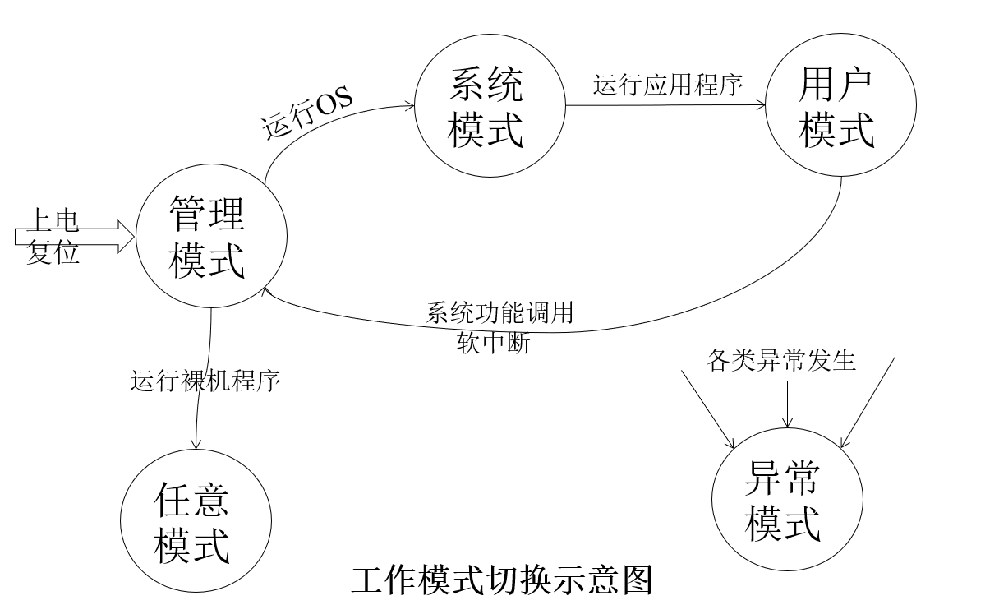 系统
模式
运行应用程序
用户
模式
运行OS
上电
复位
管理
模式
系统功能调用
软中断
运行裸机程序
各类异常发生
任意
模式
异常
模式
工作模式切换示意图